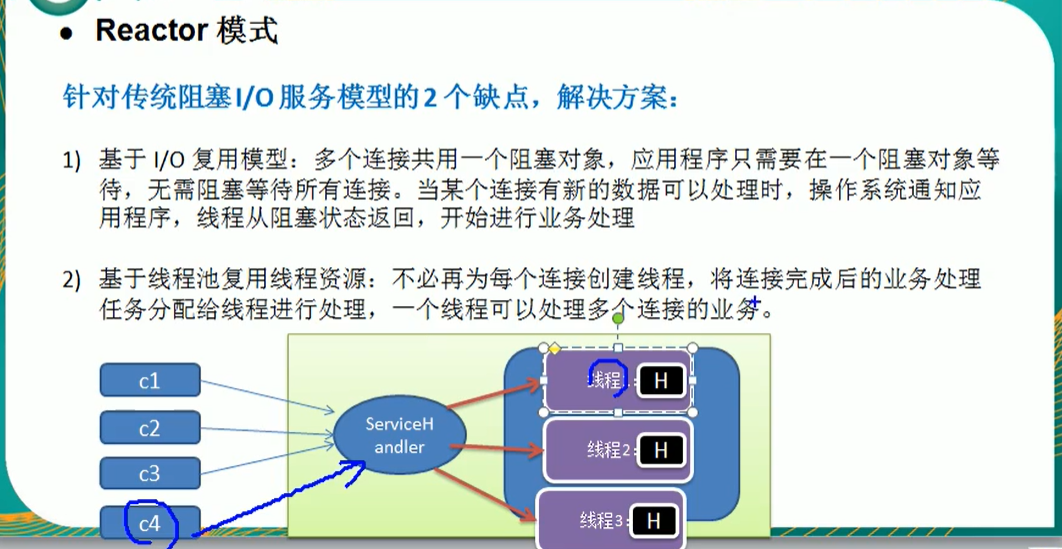 ● Reactor 模式
针对传统阻塞I/O服务模型的2个缺点，解决方案：
1) 基于 I/O 复用模型：多个连接共用一个阻塞对象，应用程序只需要在一个阻塞对象等
待，无需阻塞等待所有连接。当某个连接有新的数据可以处理时，操作系统通知应
用程序，线程从阻塞状态返回，开始进行业务处理
2) 基于线程池复用线程资源：不必再为每个连接创建线程，将连接完成后的业务处理
任务分配给线程进行处理，一个线程可以处理多个连接的业务。
c1
c2
c3
c4
ServiceH
andler
线程1: H
线程2: H
线程3: H